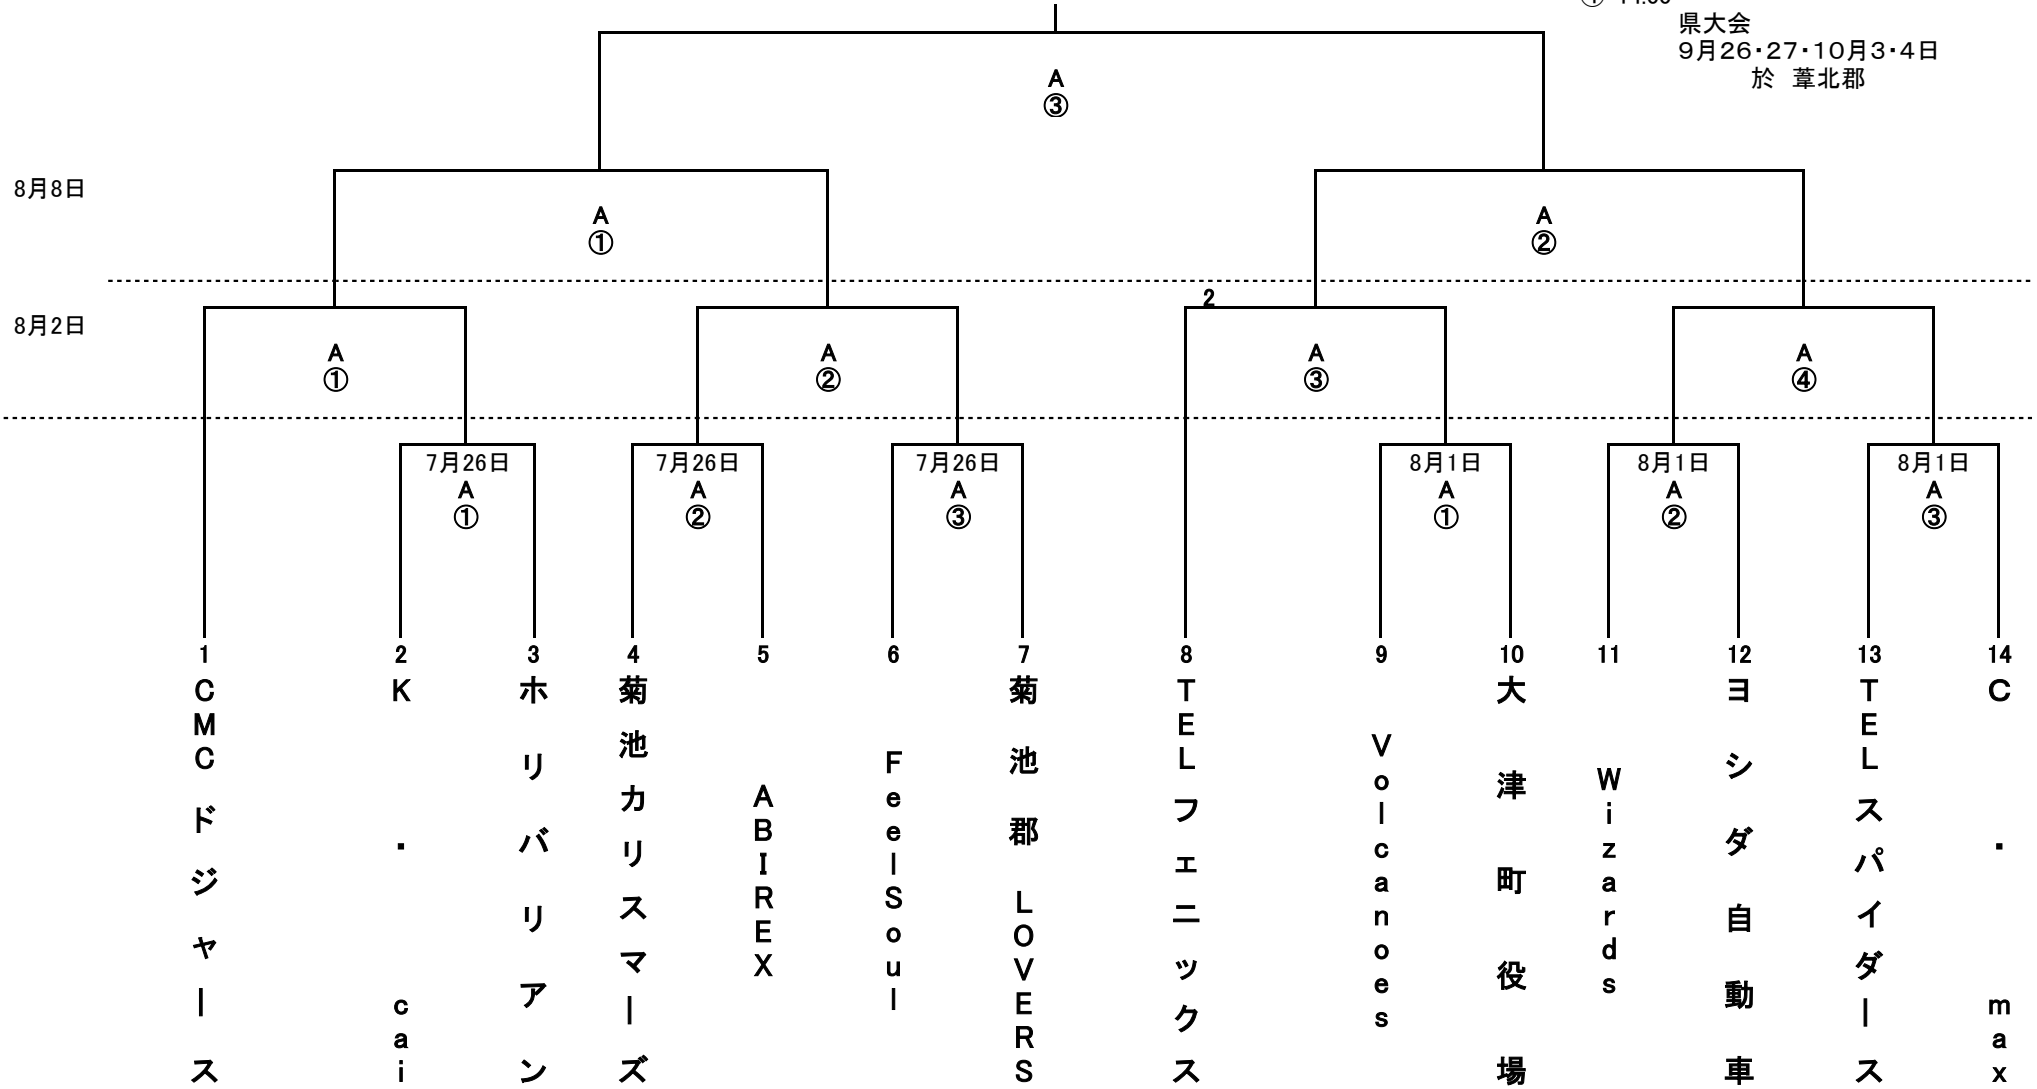 県大会
9月26・27・10月3・4日
於 葦北郡
A
③
8月8日
A
①
A
②
2
8月2日
A
①
A
②
A
③
A
④
7月26日
A
①
7月26日
A
②
7月26日
A
③
8月1日
A
①
8月1日
A
②
8月1日
A
③
1
CMCドジャース
2
K・cai
3
ホリバリアン
4
菊池カリスマーズ
5
ABIREX
6
FeelSoul
7
菊池郡 LOVERS
8
TELフェニックス
9
Volcanoes
10
大津町役場
11
Wizards
12
ヨシダ自動車
13
TELスパイダース
14
C・max